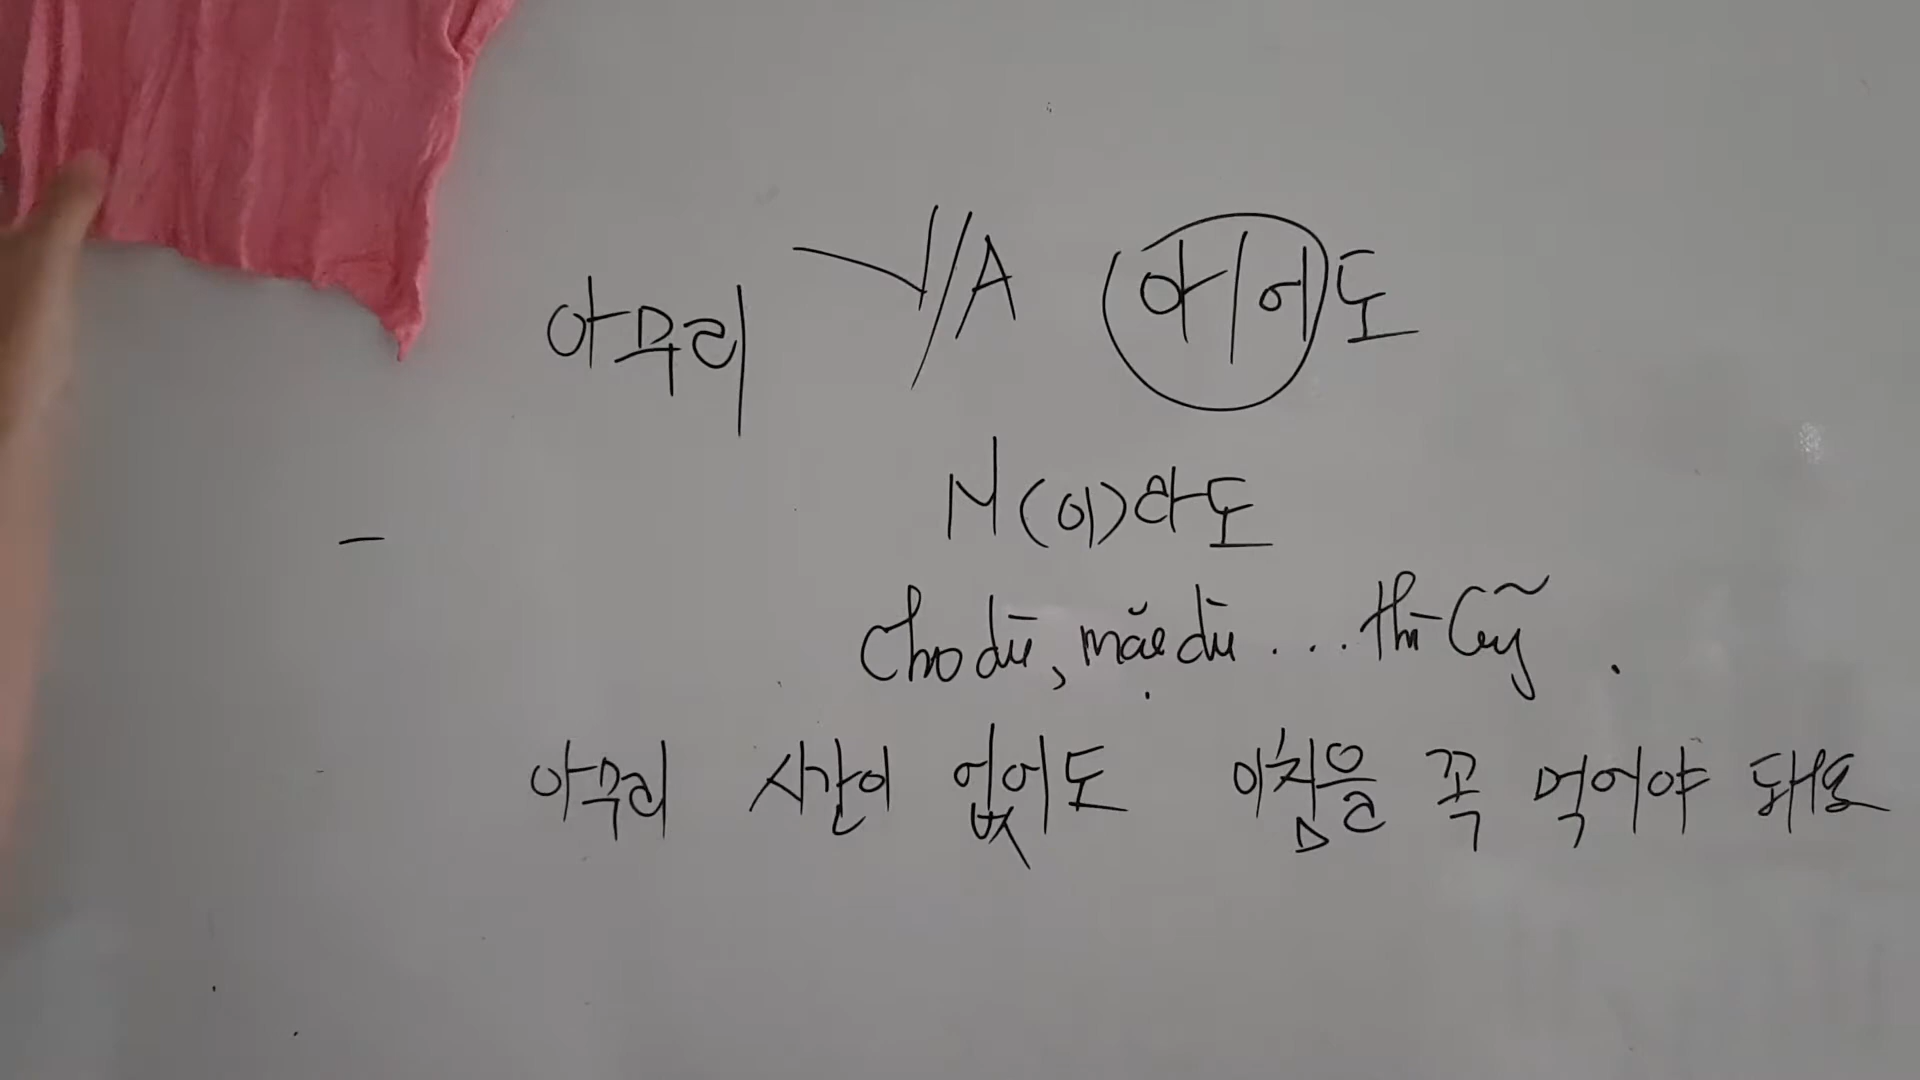 아무리 V/A 아/어도
N(이)라도
Cho dù, mặc dù ... thì cũg.
아무리 시간이 없어도 아침을 꼭 먹어야 돼요